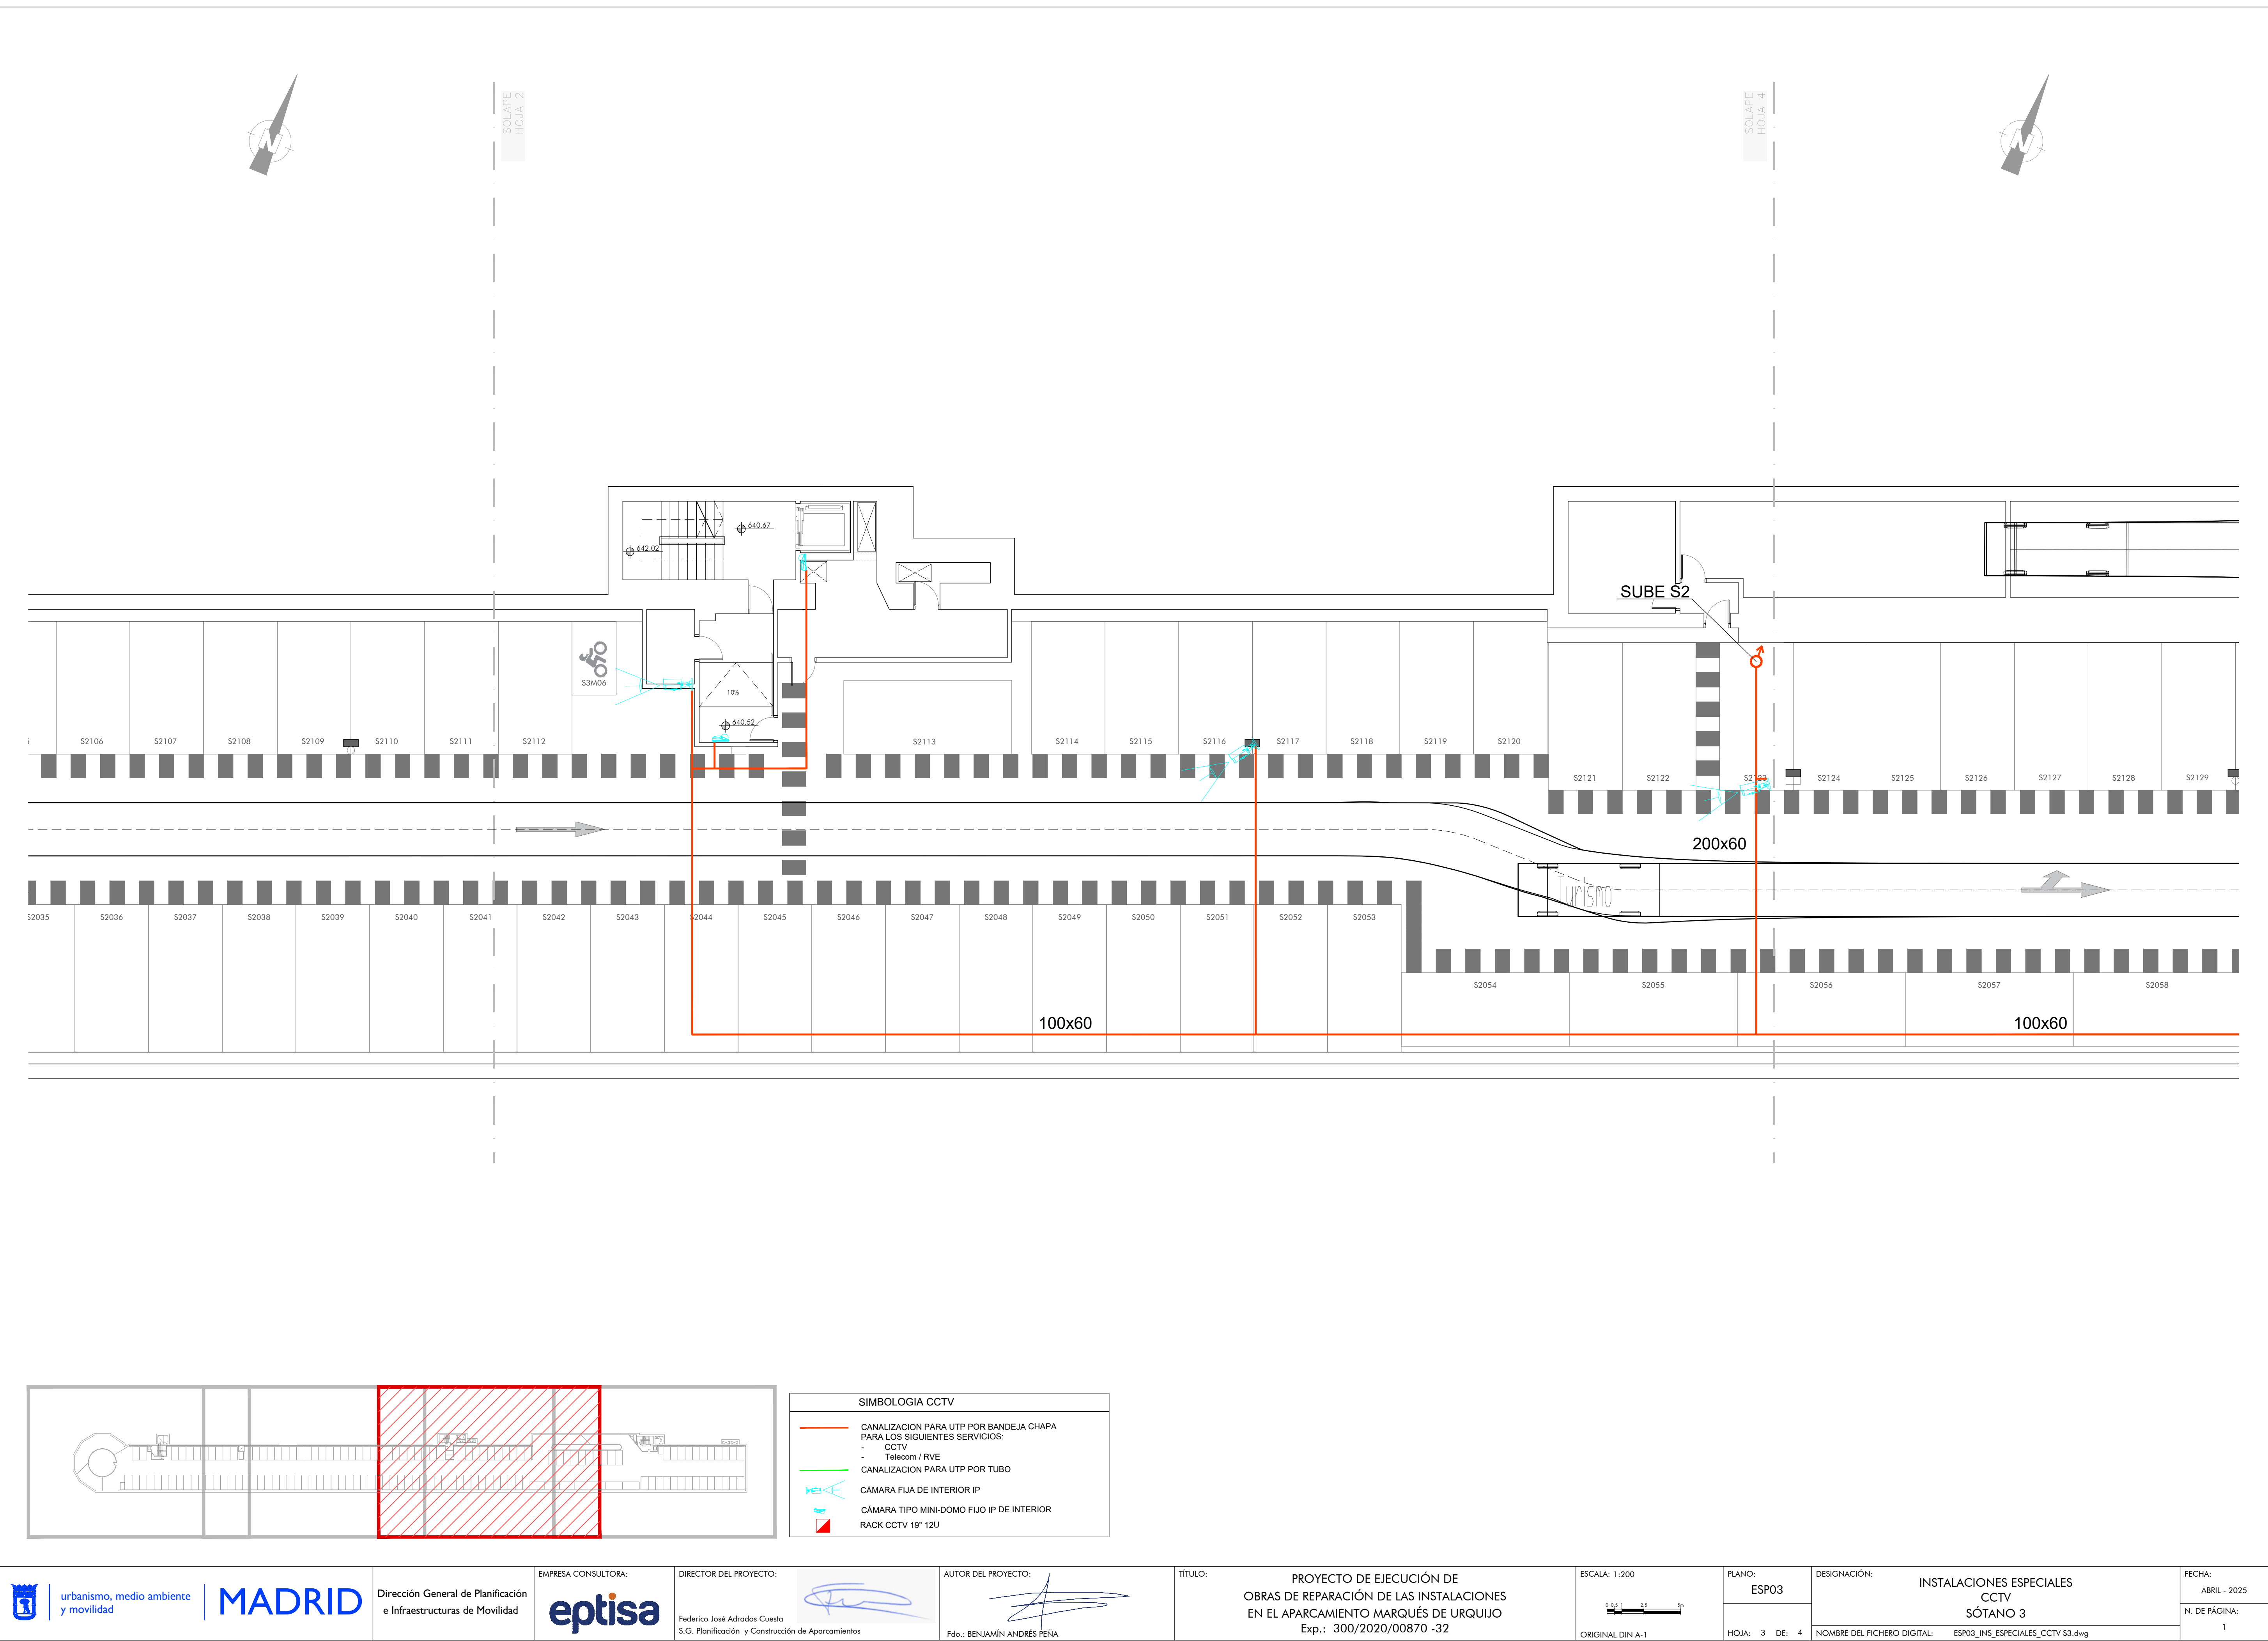 SOLAPE
HOJA 2
SOLAPE
HOJA 4
N
N
640.67
642.02
SUBE S2
S3M06
10%
640.52
S2106
S2107
S2108
S2109
S2110
S2111
S2112
S2113
S2114
S2115
S2116
S2117
S2118
S2119
S2120
S2121
S2122
S2123
S2124
S2125
S2126
S2127
S2128
S2129
200x60
Turismo
S2035
S2036
S2037
S2038
S2039
S2040
S2041
S2042
S2043
S2044
S2045
S2046
S2047
S2048
S2049
S2050
S2051
S2052
S2053
S2054
S2055
S2056
S2057
S2058
100x60
100x60
SIMBOLOGIA CCTV
CANALIZACION PARA UTP POR BANDEJA CHAPA
PARA LOS SIGUIENTES SERVICIOS:
- CCTV
- Telecom / RVE
CANALIZACION PARA UTP POR TUBO
CÁMARA FIJA DE INTERIOR IP
CÁMARA TIPO MINI-DOMO FIJO IP DE INTERIOR
RACK CCTV 19" 12U
urbanismo, medio ambiente
y movilidad
MADRID
Dirección General de Planificación
e Infraestructuras de Movilidad
EMPRESA CONSULTORA:
eptisa
DIRECTOR DEL PROYECTO:
Federico José Adrados Cuesta
S.G. Planificación y Construcción de Aparcamientos
AUTOR DEL PROYECTO:
Fdo.: BENJAMÍN ANDRÉS PEÑA
TÍTULO:
PROYECTO DE EJECUCIÓN DE
OBRAS DE REPARACIÓN DE LAS INSTALACIONES
EN EL APARCAMIENTO MARQUÉS DE URQUIJO
Exp.: 300/2020/00870 -32
ESCALA: 1:200
0 0,5 1 2,5 5m
ORIGINAL DIN A-1
PLANO:
ESP03
HOJA: 3 DE: 4
DESIGNACIÓN:
INSTALACIONES ESPECIALES
CCTV
SÓTANO 3
NOMBRE DEL FICHERO DIGITAL: ESP03_INS_ESPECIALES_CCTV S3.dwg
FECHA:
ABRIL - 2025
N. DE PÁGINA:
1